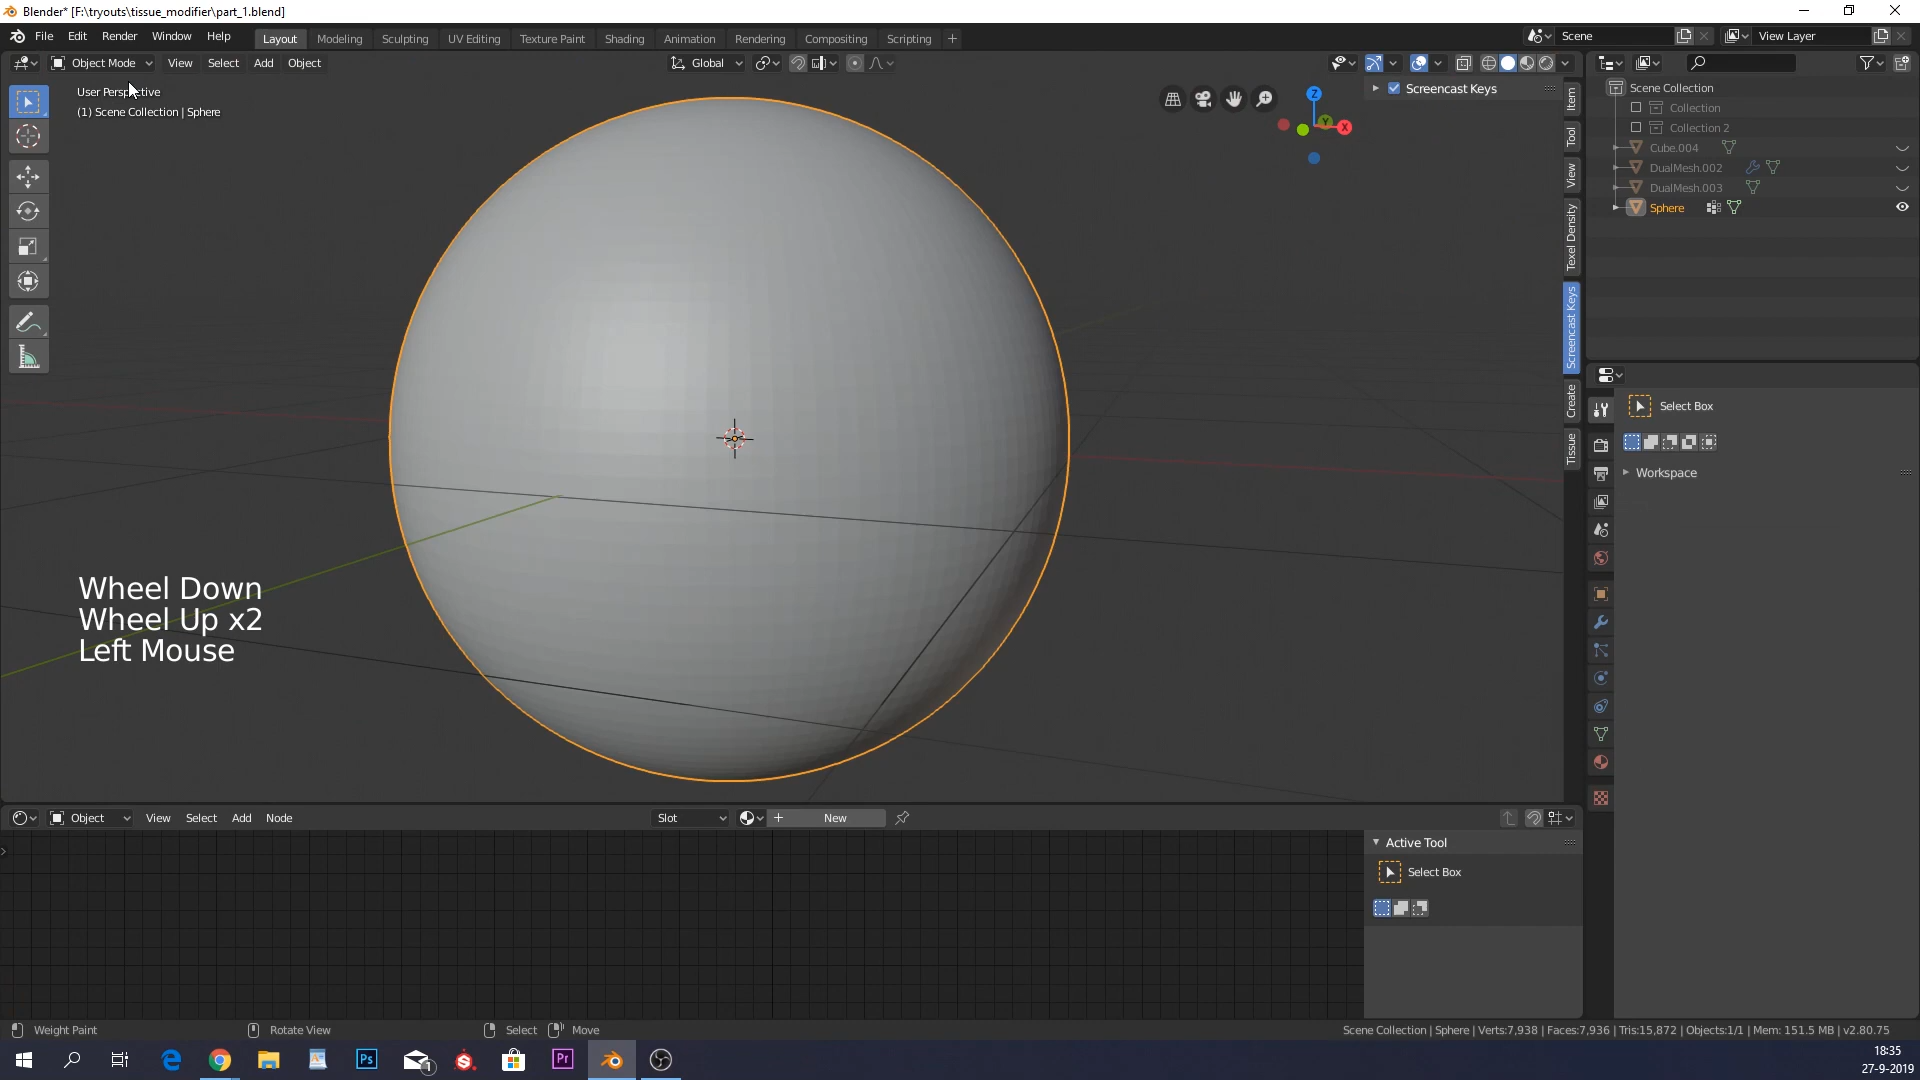 Blender* [F:\tryouts\tissue_modifier\part_1.blend]
File Edit Render Window Help
Layout Modeling Sculpting UV Editing Texture Paint Shading Animation Rendering Compositing Scripting +
Scene
View Layer
Object Mode View Select Add Object
Global
User Perspective
(1) Scene Collection | Sphere
Z
Y
X
Screencast Keys
Item
Tool
View
Texel Density
Screencast Keys
Create
Tissue
Scene Collection
Collection
Collection 2
Cube.004
DualMesh.002
DualMesh.003
Sphere
Select Box
Workspace
Wheel Down
Wheel Up x2
Left Mouse
Object View Select Add Node
Slot
New
Active Tool
Select Box
Weight Paint
Rotate View
Select
Move
Scene Collection | Sphere | Verts:7,938 | Faces:7,936 | Tris:15,872 | Objects:1/1 | Mem: 151.5 MB | v2.80.75
Ps
1
Pr
18:35
27-9-2019